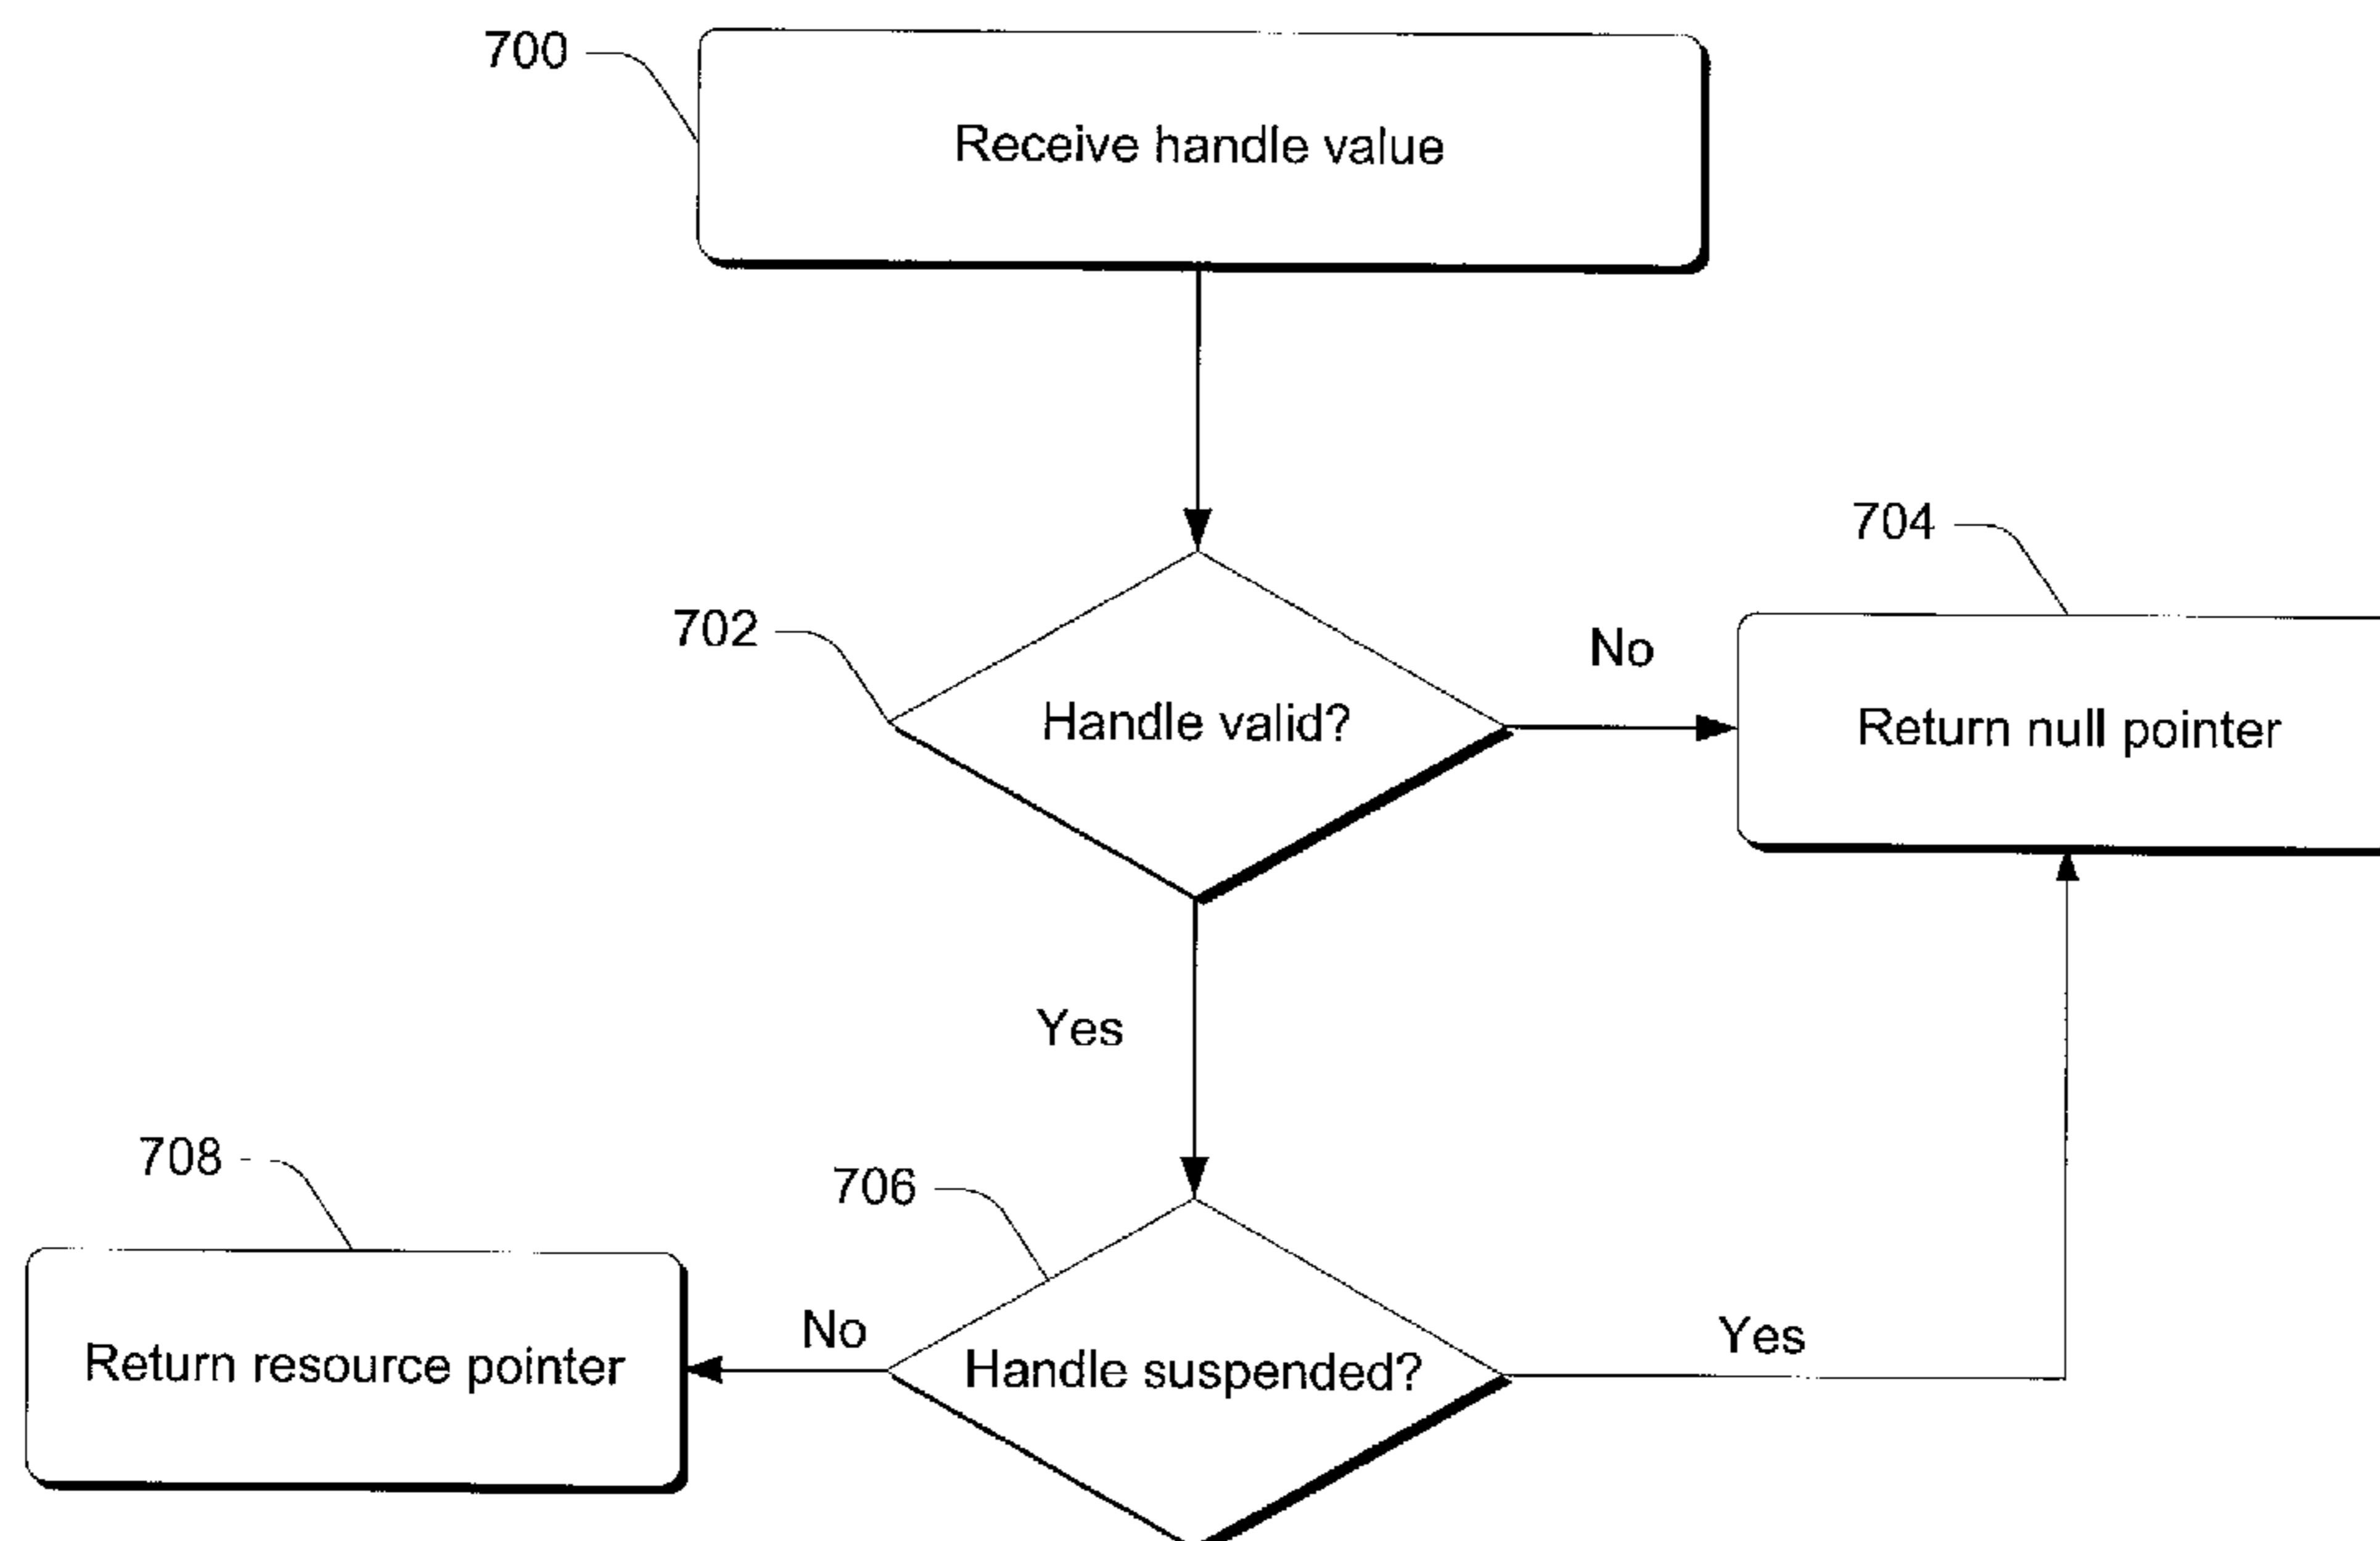 700
Receive handle value
704
702
No
Handle valid?
Return null pointer
Yes
708
706
No
Yes
Return resource pointer
Handle suspended?